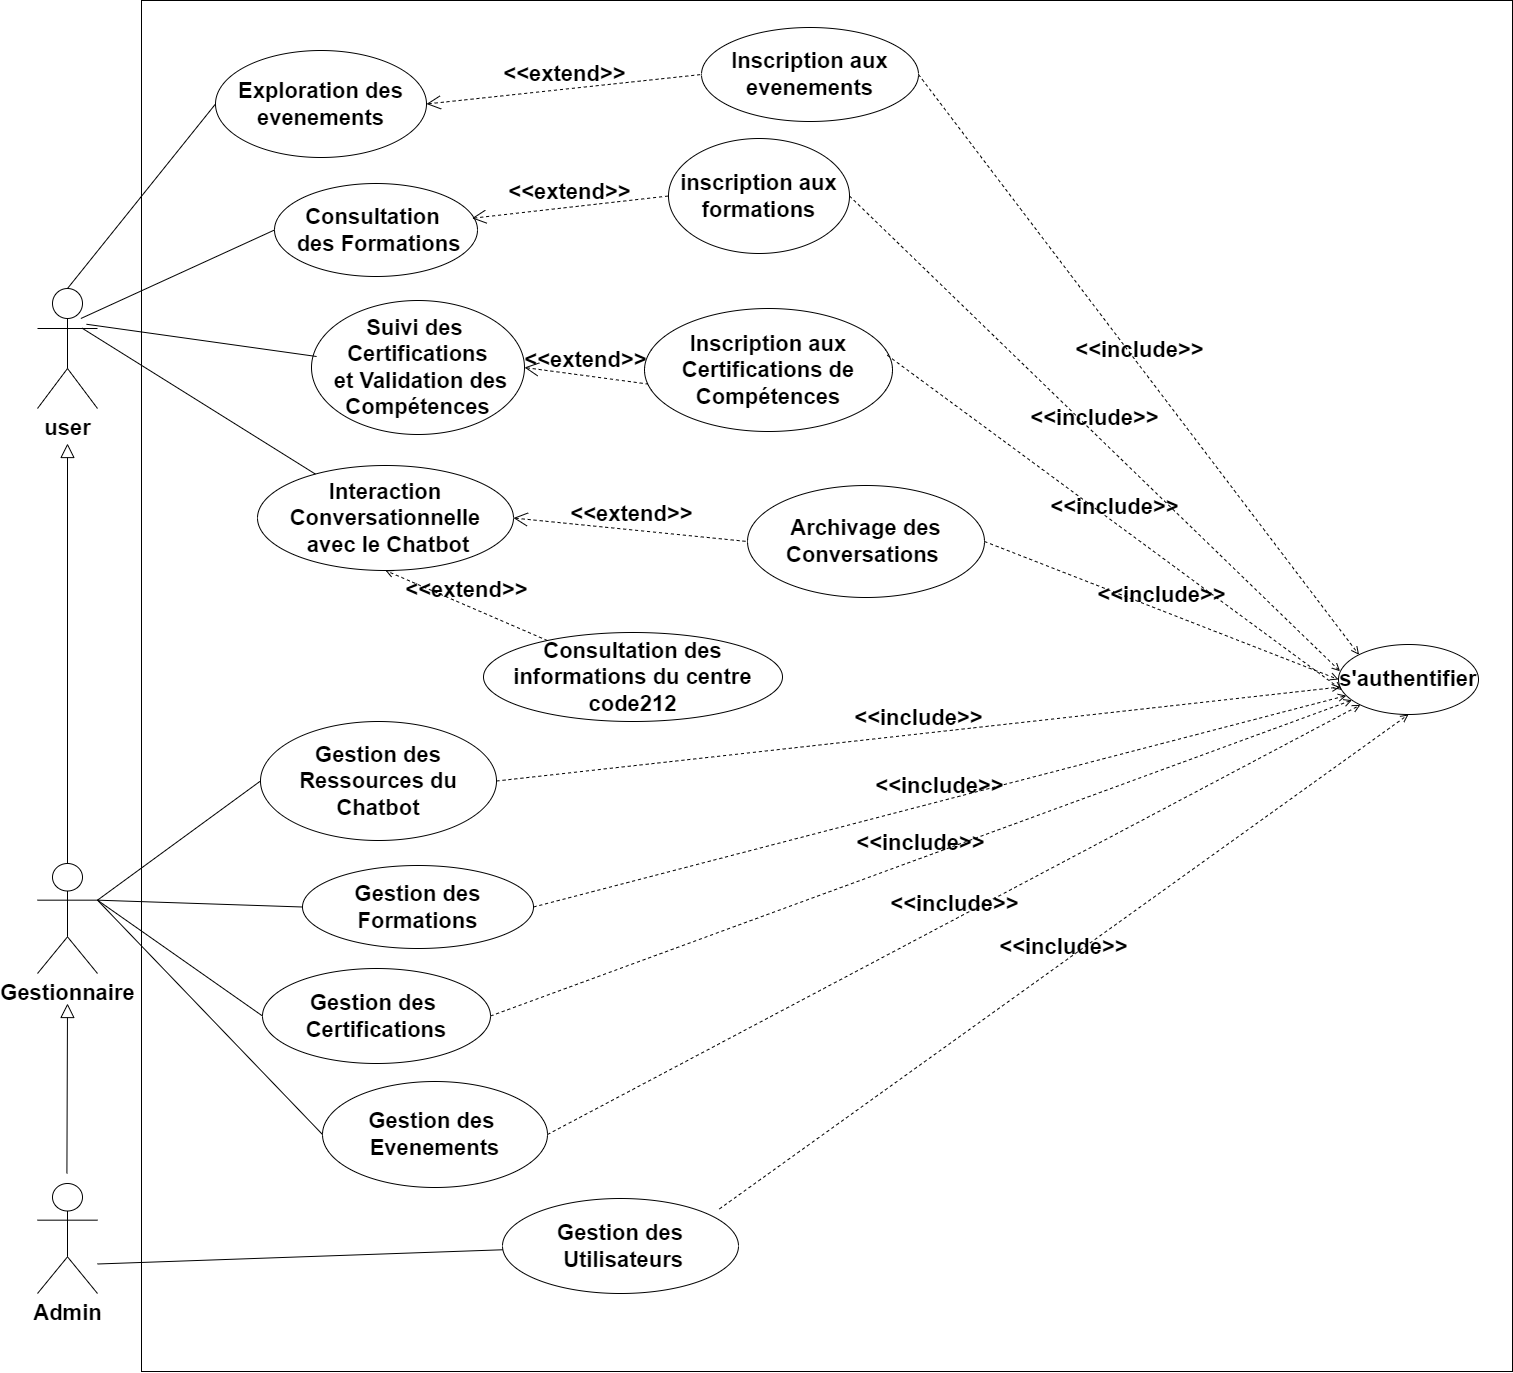 Exploration des
evenements
<<extend>>
Inscription aux
evenements
Consultation
des Formations
<<extend>>
inscription aux
formations
Suivi des
Certifications
et Validation des
Compétences
<<extend>>
Inscription aux
Certifications de
Compétences
<<include>>
<<include>>
<<include>>
<<include>>
user
Interaction
Conversationnelle
avec le Chatbot
<<extend>>
Archivage des
Conversations
<<extend>>
Consultation des
informations du centre
code212
s'authentifier
Gestion des
Ressources du
Chatbot
<<include>>
Gestion des
Formations
<<include>>
<<include>>
<<include>>
<<include>>
Gestionnaire
Gestion des
Certifications
Gestion des
Evenements
Gestion des
Utilisateurs
Admin